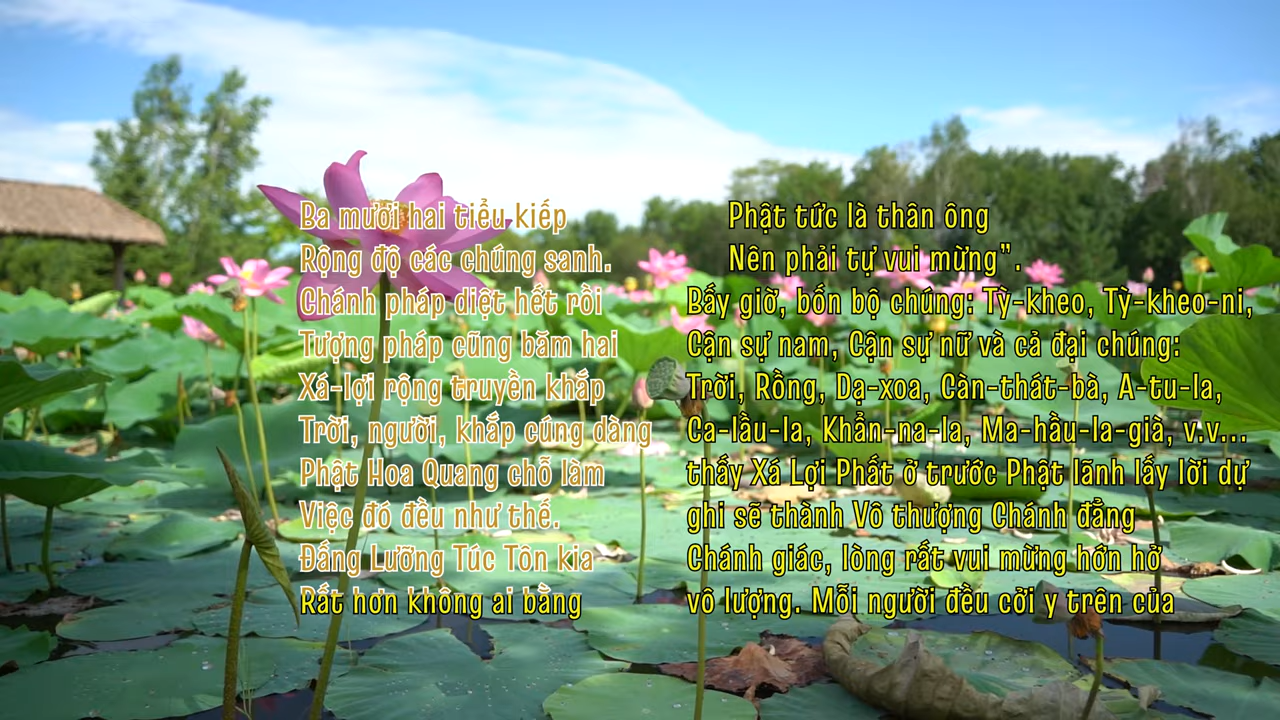 Ba mươi hai tiểu kiếp
Rộng độ các chúng sanh.
Chánh pháp diệt hết rồi
Tượng pháp cũng băm hai
Xá-lợi rộng truyền khắp
Trời, người, khắp cúng dàng
Phật Hoa Quang chỗ làm
Việc đó đều như thế.
Đấng Lưỡng Túc Tôn kia
Rất hơn không ai bằng
Phật tức là thân ông
Nên phải tự vui mừng".
Bấy giờ, bốn bộ chúng: Tỳ-kheo, Tỳ-kheo-ni,
Cận sự nam, Cận sự nữ và cả đại chúng:
Trời, Rồng, Dạ-xoa, Càn-thát-bà, A-tu-la,
Ca-lầu-la, Khẩn-na-la, Ma-hầu-la-già, v.v...
thấy Xá Lợi Phất ở trước Phật lãnh lấy lời dự
ghi sẽ thành Vô thượng Chánh đẳng
Chánh giác, lòng rất vui mừng hớn hở
vô lượng. Mỗi người đều cởi y trên của